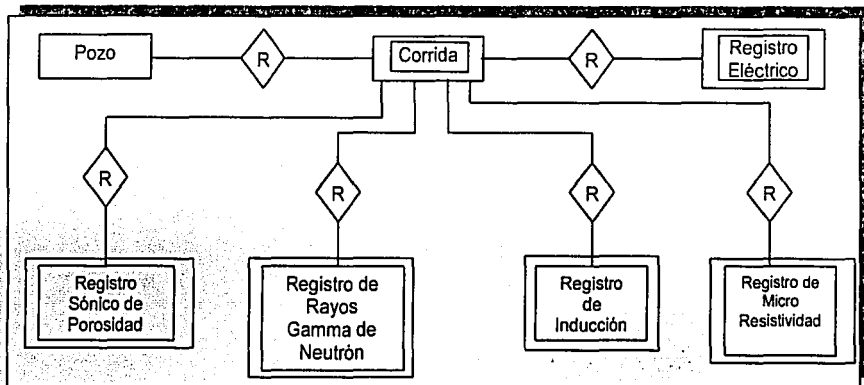 Pozo
R
Corrida
R
Registro
Eléctrico
R
R
R
R
Registro
Sónico de
Porosidad
Registro de
Rayos
Gamma de
Neutrón
Registro
de
Inducción
Registro de
Micro
Resistividad